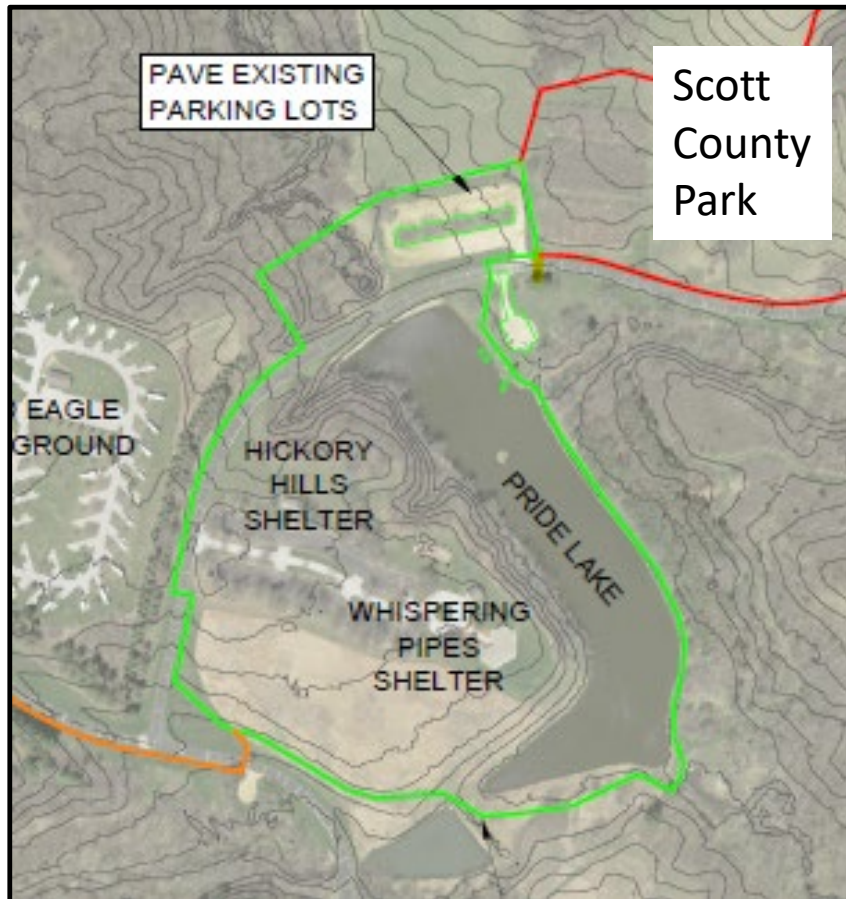 PAVE EXISTING
PARKING LOTS
Scott
County
Park
EAGLE
GROUND
HICKORY
HILLS
SHELTER
PRIDE LAKE
WHISPERING
PIPES
SHELTER